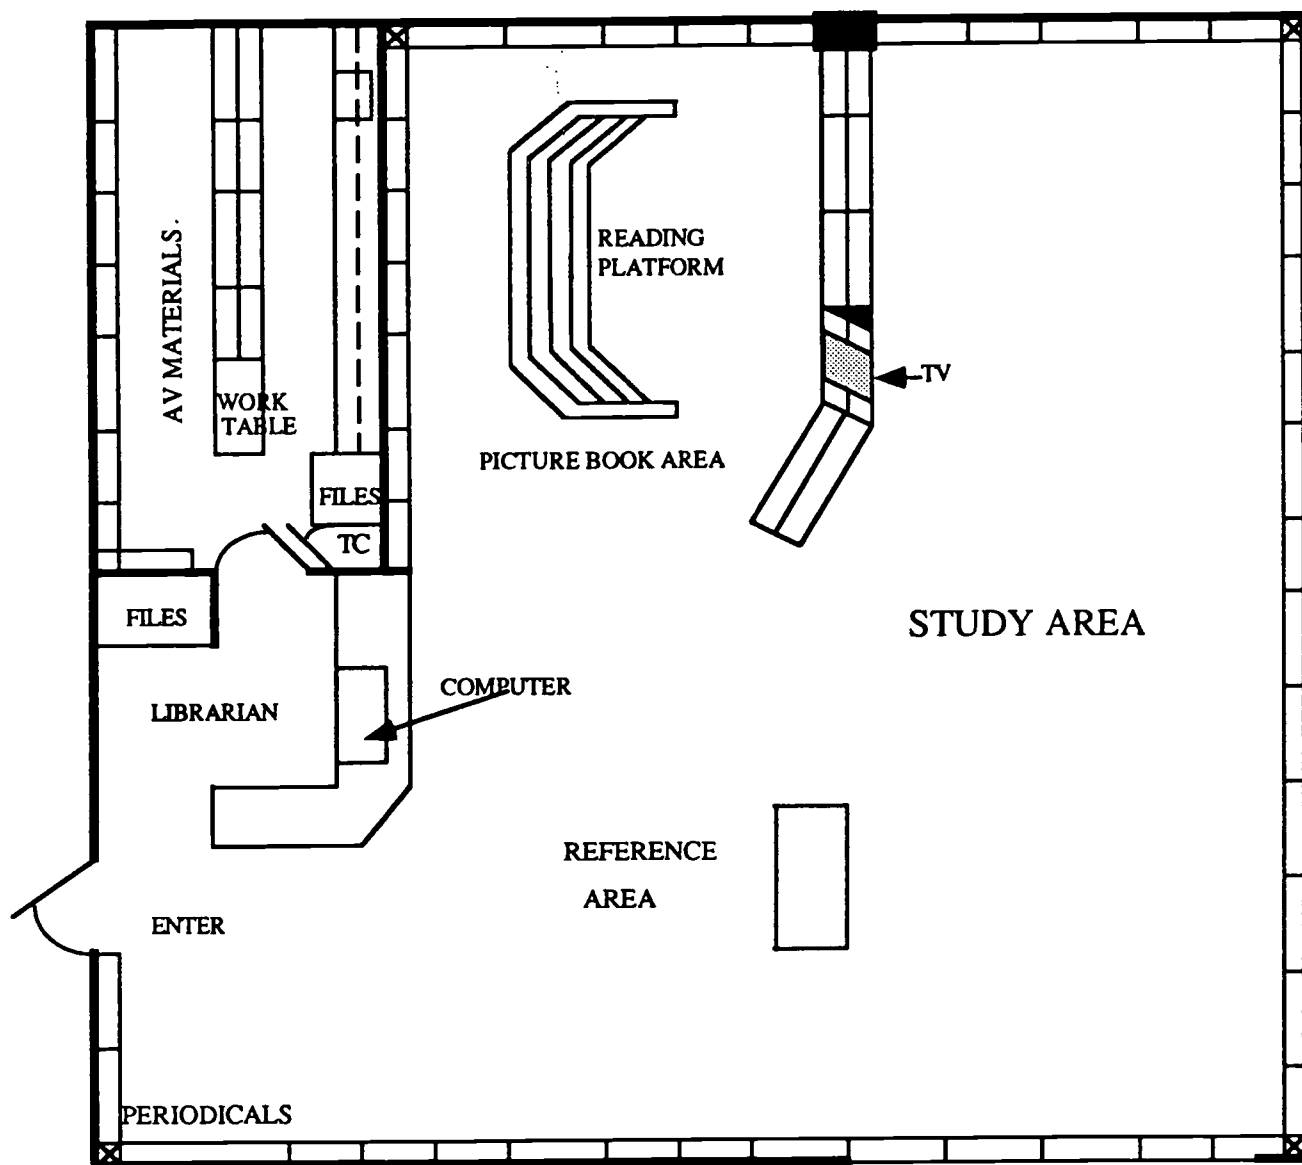 READING
PLATFORM
AV MATERIALS.
TV
WORK
TABLE
PICTURE BOOK AREA
FILES
TC
FILES
STUDY AREA
COMPUTER
LIBRARIAN
REFERENCE
AREA
ENTER
PERIODICALS